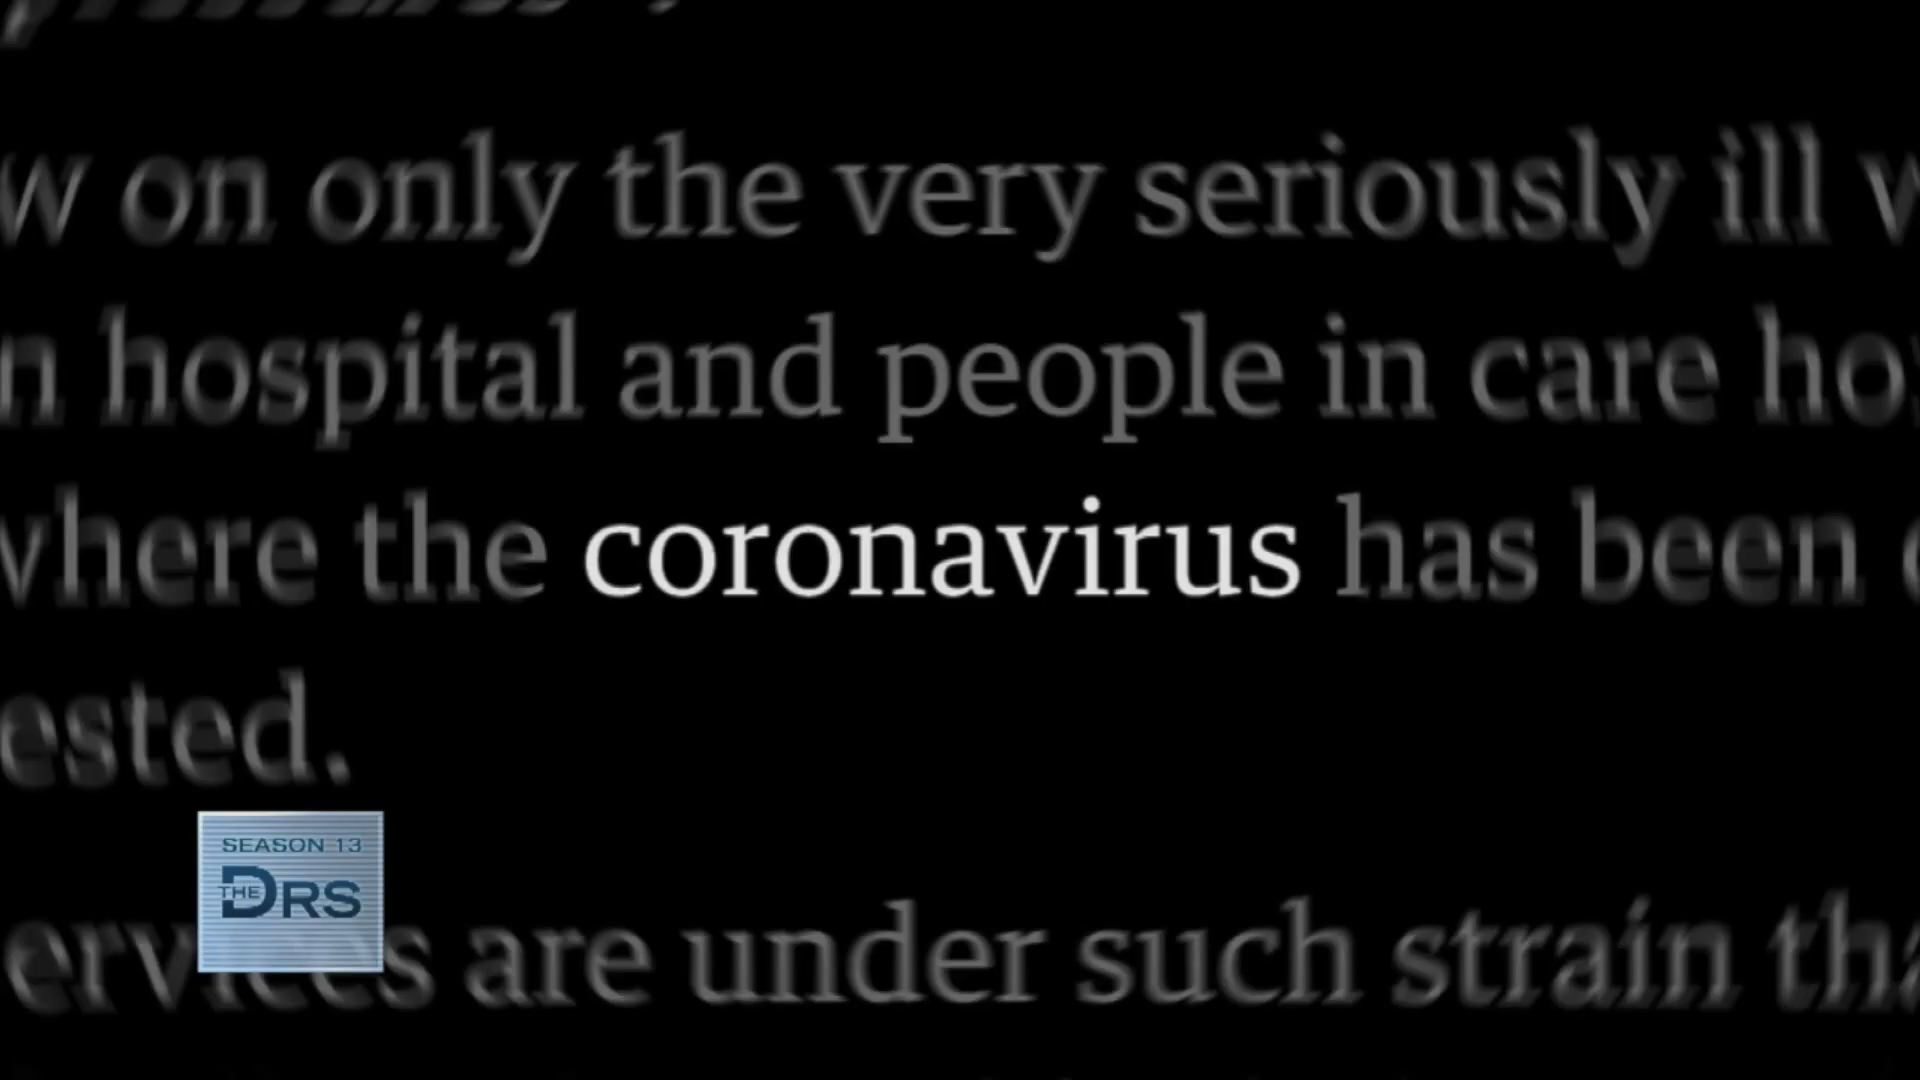 on only the very seriously ill
hospital and people in care
where the coronavirus has been
ested.
SEASON 13
THE DRS
ervices are under such strain tha